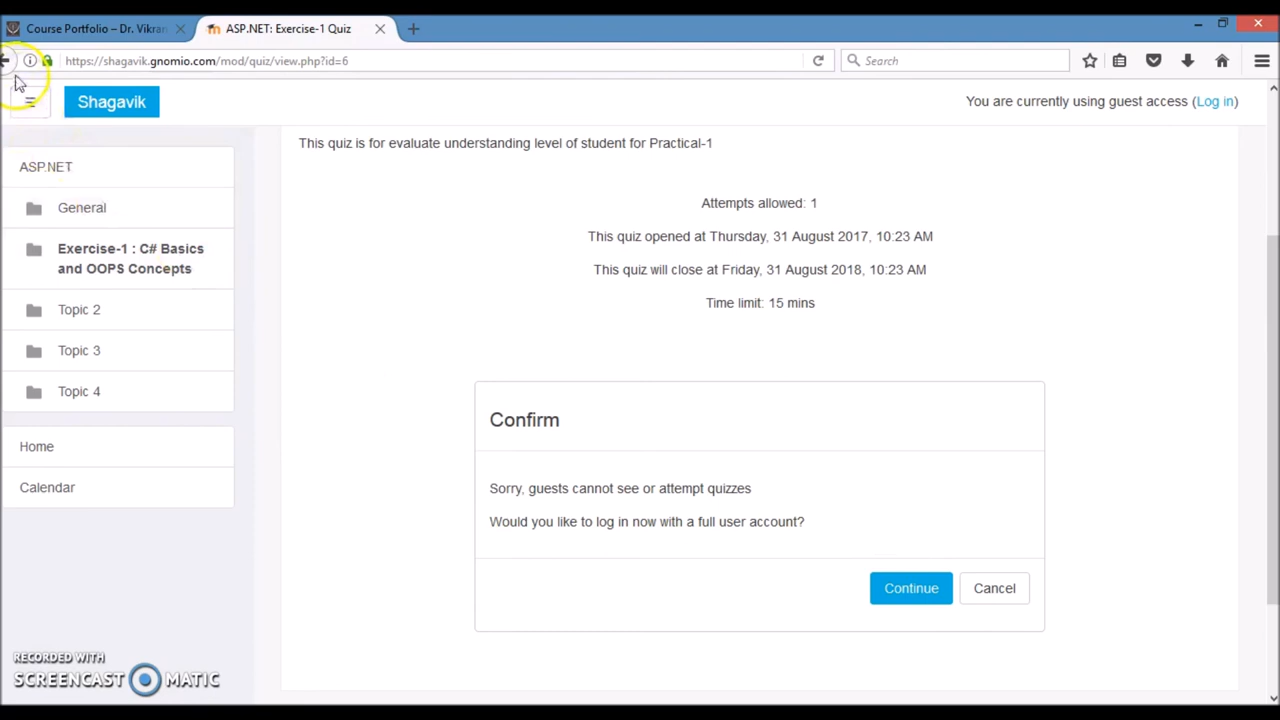 Course Portfolio – Dr. Vikran
ASP.NET: Exercise-1 Quiz
https://shagavik.gnomio.com/mod/quiz/view.php?id=6
Search
Shagavik
You are currently using guest access (Log in)
This quiz is for evaluate understanding level of student for Practical-1
ASP.NET
General
Exercise-1 : C# Basics
and OOPS Concepts
Topic 2
Topic 3
Topic 4
Home
Calendar
Attempts allowed: 1
This quiz opened at Thursday, 31 August 2017, 10:23 AM
This quiz will close at Friday, 31 August 2018, 10:23 AM
Time limit: 15 mins
Confirm
Sorry, guests cannot see or attempt quizzes
Would you like to log in now with a full user account?
Continue
Cancel
RECORDED WITH
SCREENCAST MATIC